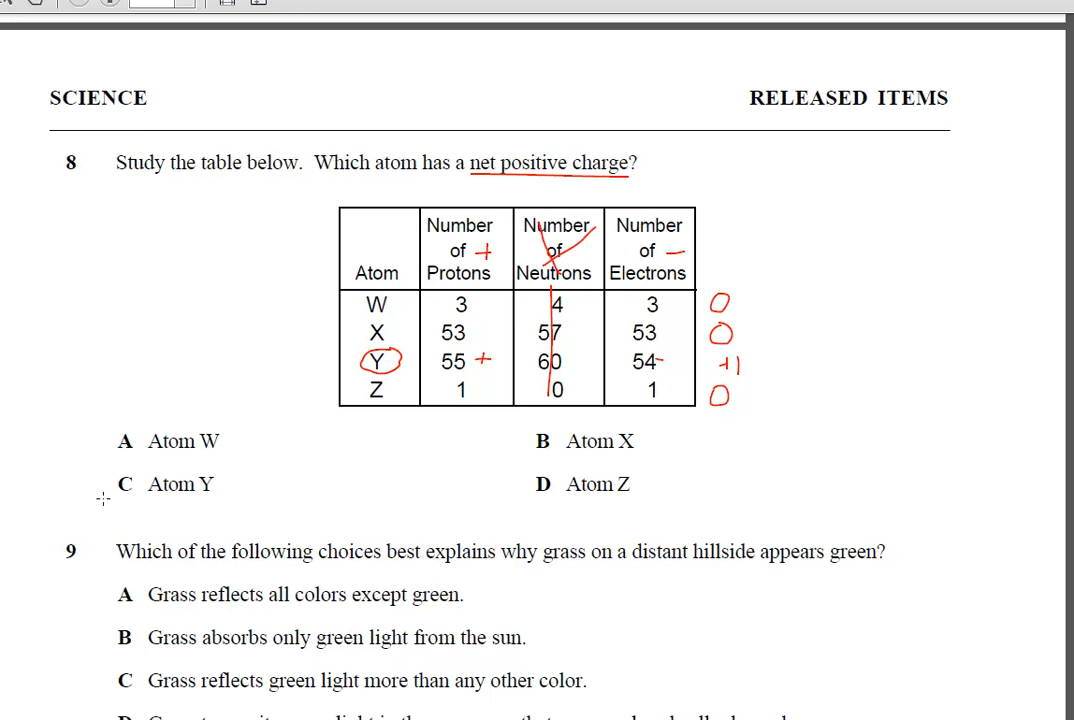 SCIENCE RELEASED ITEMS
8 Study the table below. Which atom has a net positive charge?
Number Number Number
of + of of −
Atom Protons Neutrons Electrons
W 3 4 3 0
X 53 57 53 0
Y 55 + 60 54 − +1
Z 1 0 1 0
A Atom W B Atom X
C Atom Y D Atom Z
9 Which of the following choices best explains why grass on a distant hillside appears green?
A Grass reflects all colors except green.
B Grass absorbs only green light from the sun.
C Grass reflects green light more than any other color.